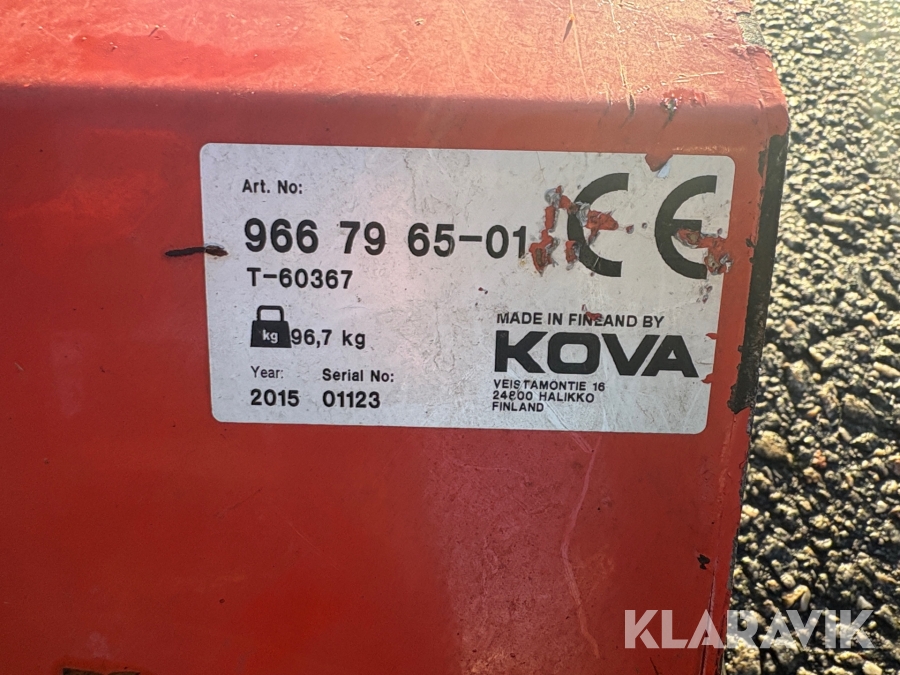 Art. No:
966 79 65-01
CE
T-60367
kg
96,7 kg
MADE IN FINLAND BY
KOVA
VEISTAMONTIE 16
24800 HALIKKO
FINLAND
Year: Serial No:
2015 01123
KLARAVIK